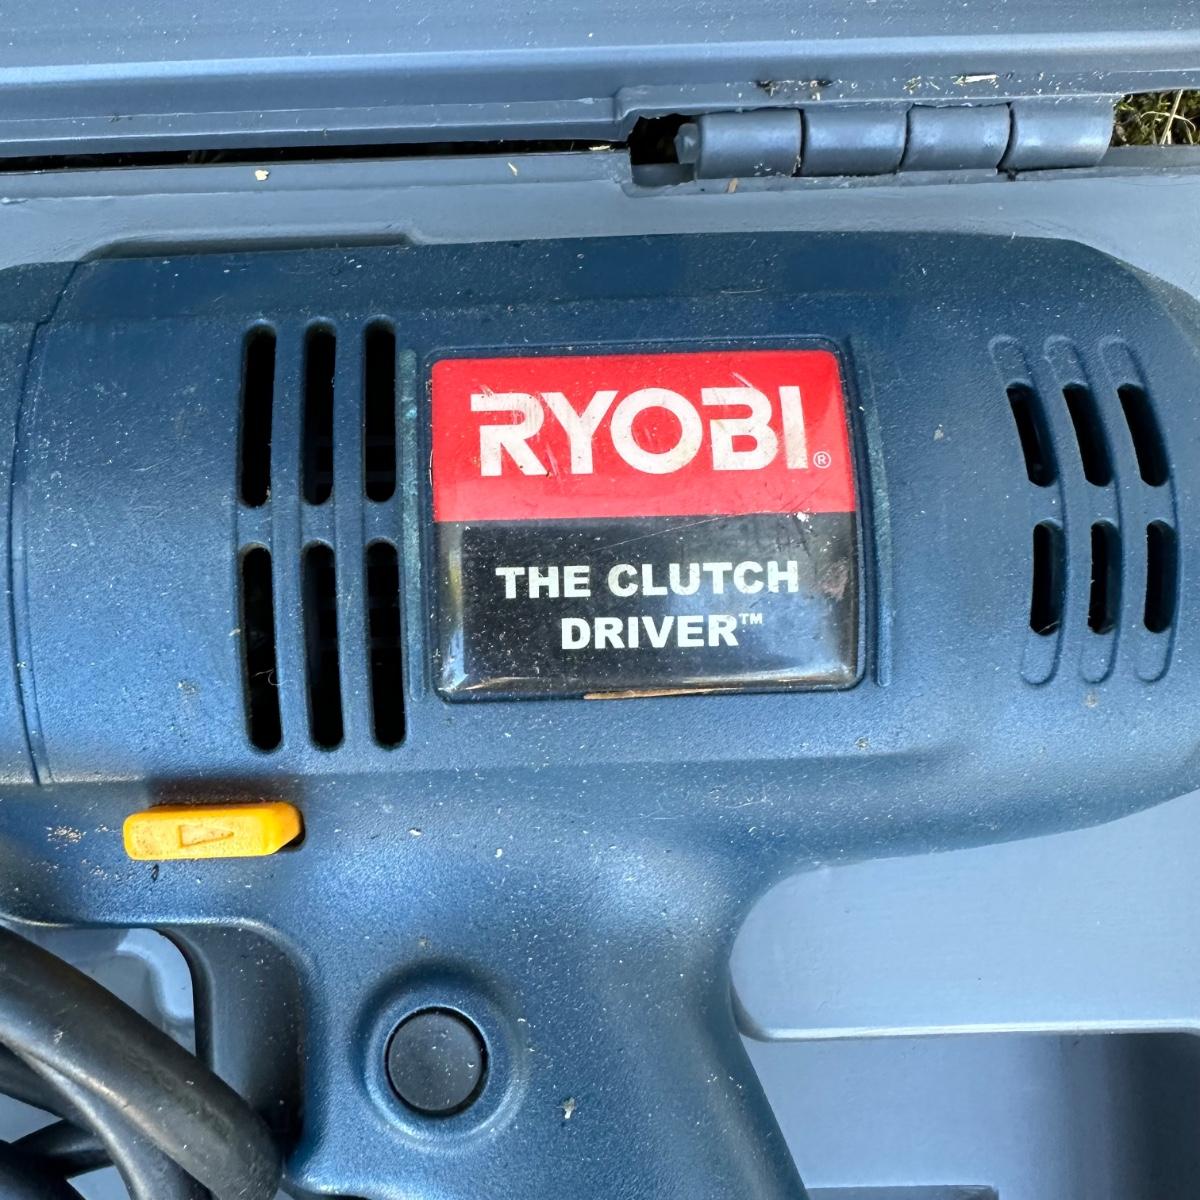 RYOBI®
THE CLUTCH
DRIVER™